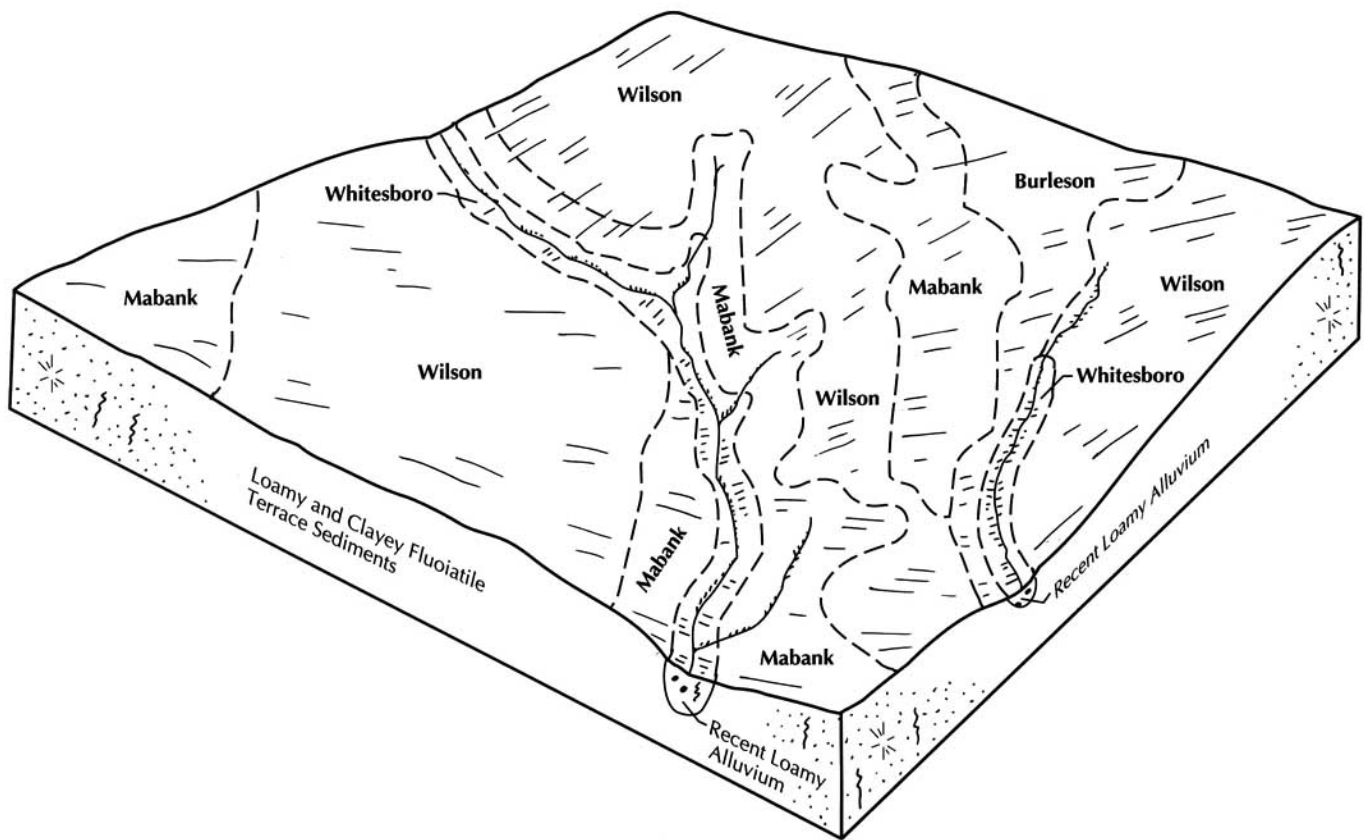 Wilson
Burleson
Whitesboro
Mabank
Mabank
Mabank
Wilson
Wilson
Whitesboro
Wilson
Mabank
Mabank
Loamy and Clayey Fluoiatile
Terrace Sediments
Recent Loamy Alluvium
Recent Loamy
Alluvium